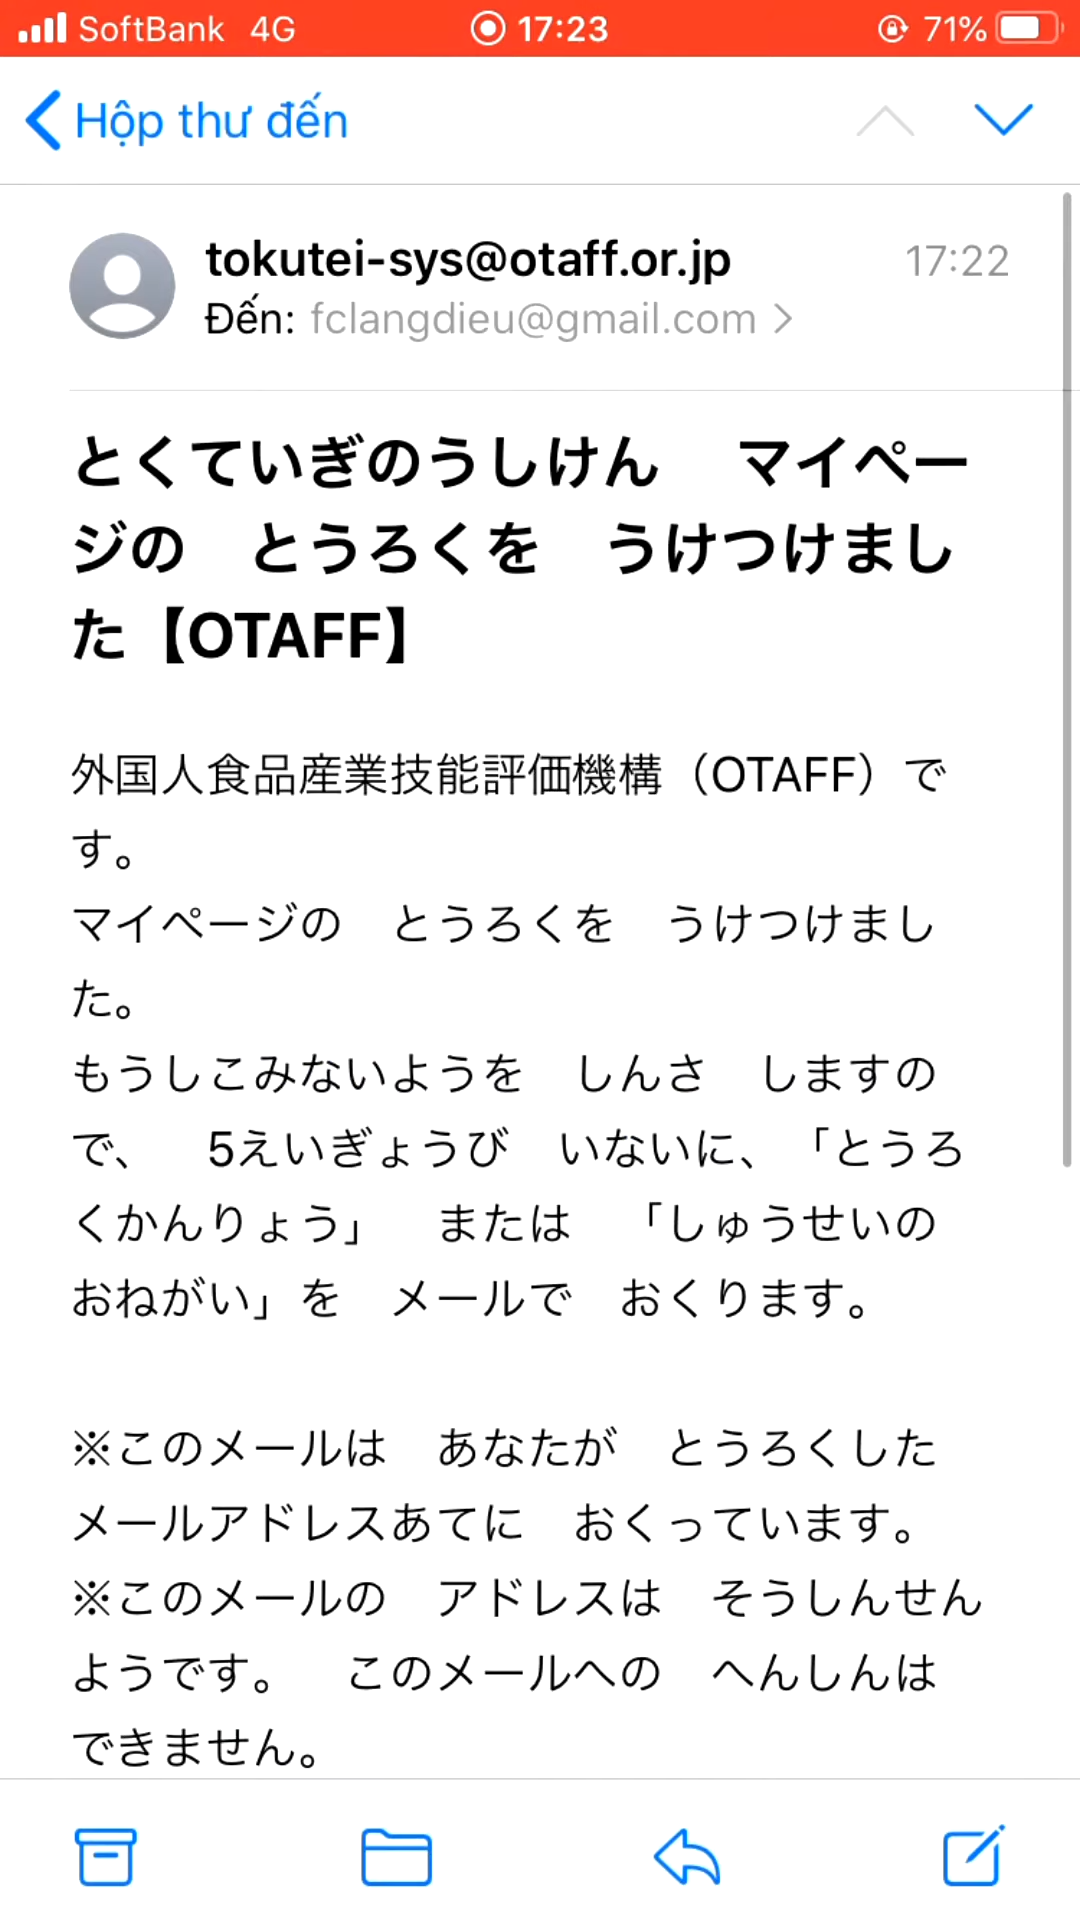 SoftBank 4G 17:23 71%
Hộp thư đến
tokutei-sys@otaff.or.jp 17:22
Đến: fclangdieu@gmail.com
とくていぎのうしけん　マイペー
ジの　とうろくを　うけつけまし
た【OTAFF】
外国人食品産業技能評価機構（OTAFF）で
す。
マイページの　とうろくを　うけつけまし
た。
もうしこみないようを　しんさ　しますの
で、　5えいぎょうび　いないに、「とうろ
くかんりょう」　または　「しゅうせいの
おねがい」を　メールで　おくります。
※このメールは　あなたが　とうろくした
メールアドレスあてに　おくっています。
※このメールの　アドレスは　そうしんせん
ようです。　このメールへの　へんしんは
できません。